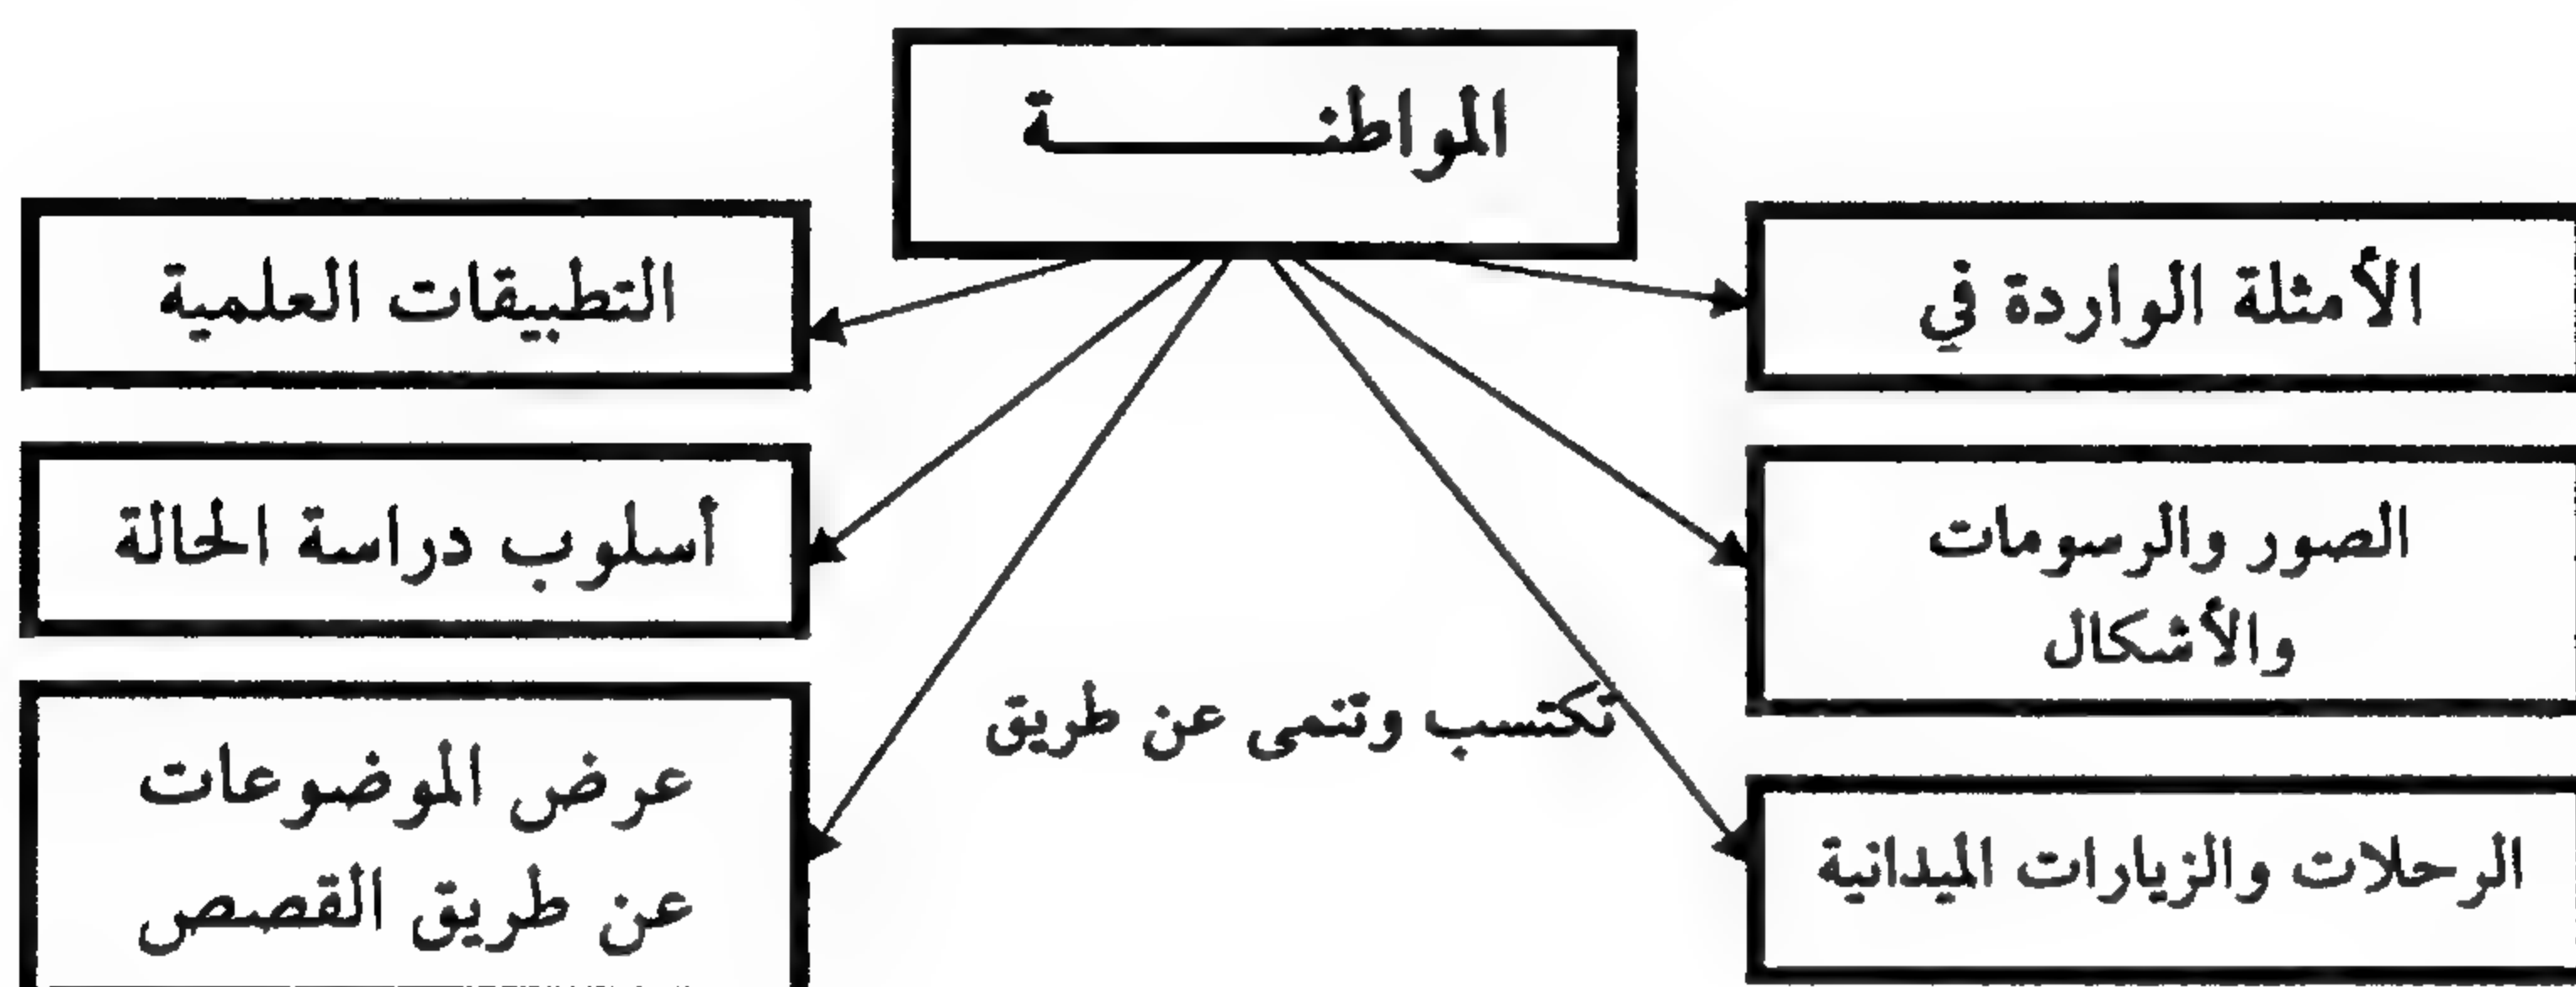 المواطنــــــــــة
الأمثلة الواردة في
الصور والرسومات
والأشكال
الرحلات والزيارات الميدانية
تكتسب وتنمى عن طريق
التطبيقات العلمية
أسلوب دراسة الحالة
عرض الموضوعات
عن طريق القصص